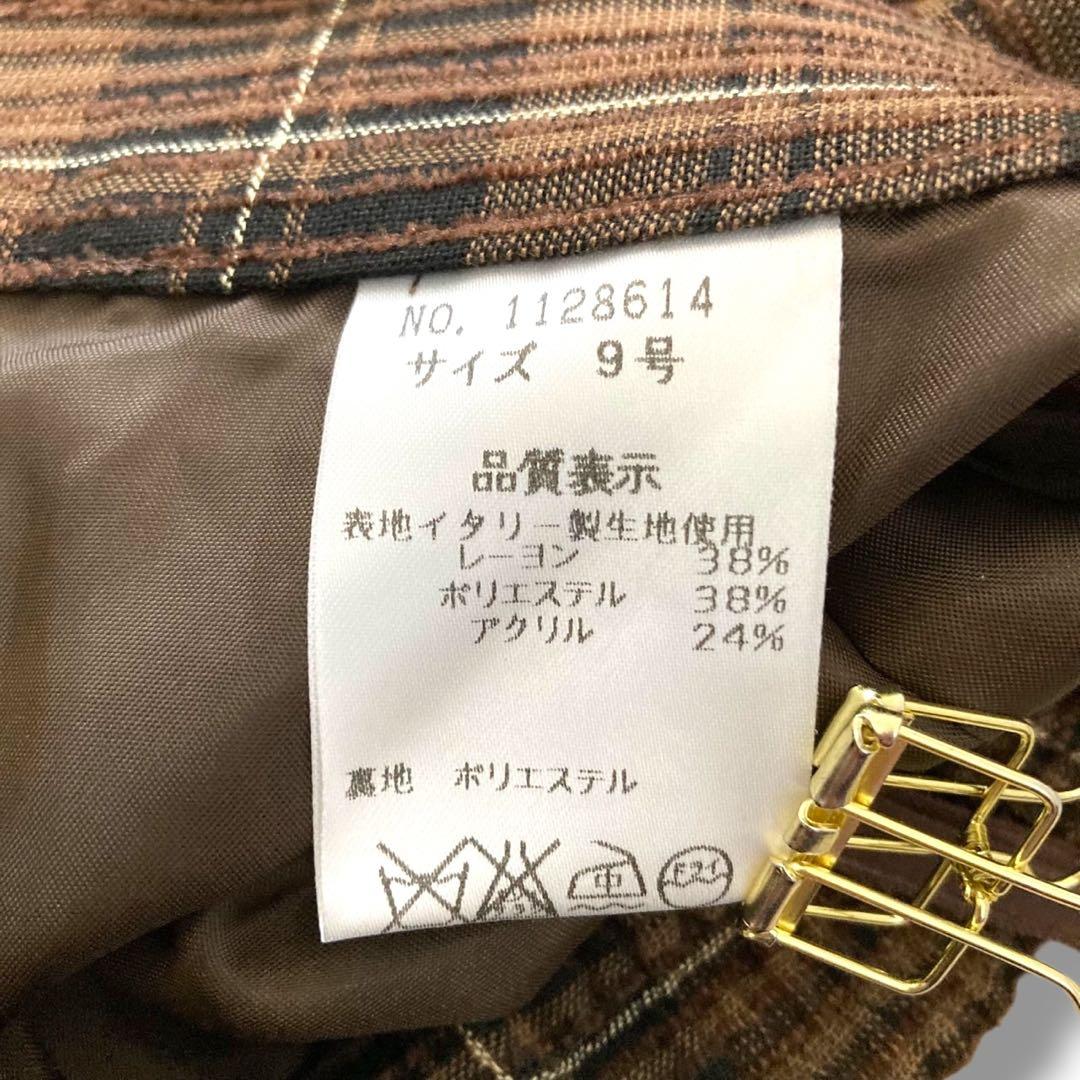 NO. 1128614
サイズ 9号
品質表示
表地イタリー製生地使用
レーヨン 38%
ポリエステル 38%
アクリル 24%
裏地 ポリエステル
中